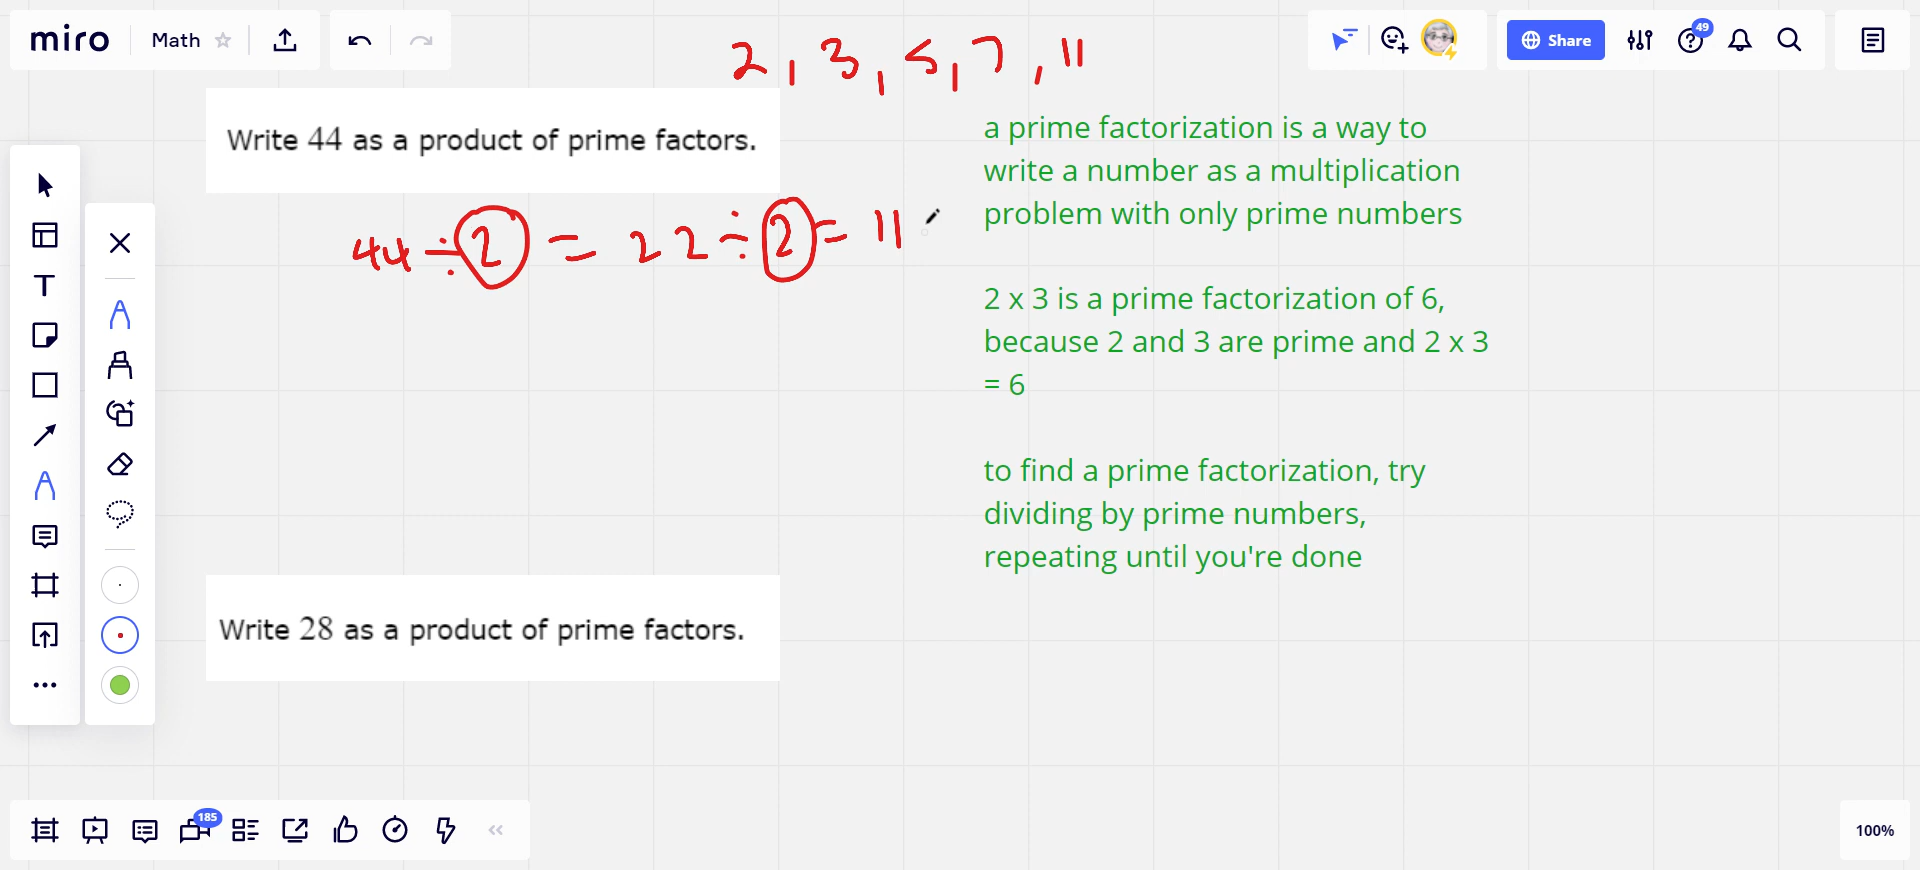 miro
Math
2, 3, 5, 7, 11
Share
49
Write 44 as a product of prime factors.
44 ÷ 2 = 22 ÷ 2 = 11
a prime factorization is a way to
write a number as a multiplication
problem with only prime numbers
2 x 3 is a prime factorization of 6,
because 2 and 3 are prime and 2 x 3
= 6
to find a prime factorization, try
dividing by prime numbers,
repeating until you're done
Write 28 as a product of prime factors.
185
100%